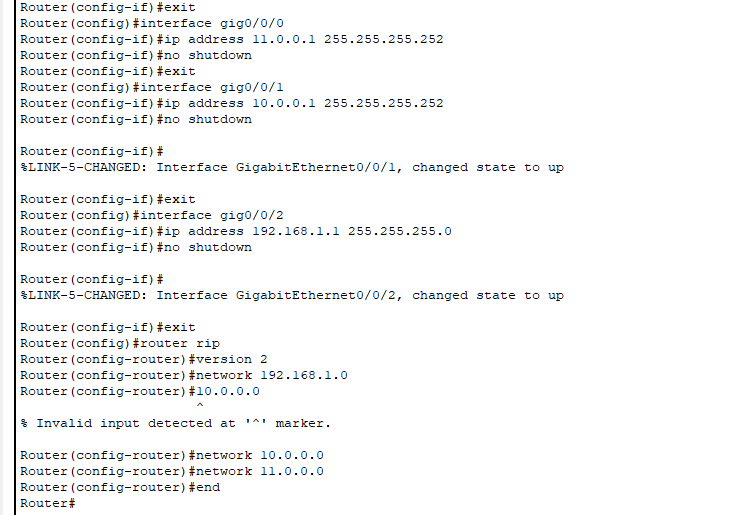 Router(config-if)#exit
Router(config)#interface gig0/0/0
Router(config-if)#ip address 11.0.0.1 255.255.255.252
Router(config-if)#no shutdown
Router(config-if)#exit
Router(config)#interface gig0/0/1
Router(config-if)#ip address 10.0.0.1 255.255.255.252
Router(config-if)#no shutdown
Router(config-if)#
%LINK-5-CHANGED: Interface GigabitEthernet0/0/1, changed state to up
Router(config-if)#exit
Router(config)#interface gig0/0/2
Router(config-if)#ip address 192.168.1.1 255.255.255.0
Router(config-if)#no shutdown
Router(config-if)#
%LINK-5-CHANGED: Interface GigabitEthernet0/0/2, changed state to up
Router(config-if)#exit
Router(config)#router rip
Router(config-router)#version 2
Router(config-router)#network 192.168.1.0
Router(config-router)#10.0.0.0
^
% Invalid input detected at '^' marker.
Router(config-router)#network 10.0.0.0
Router(config-router)#network 11.0.0.0
Router(config-router)#end
Router#